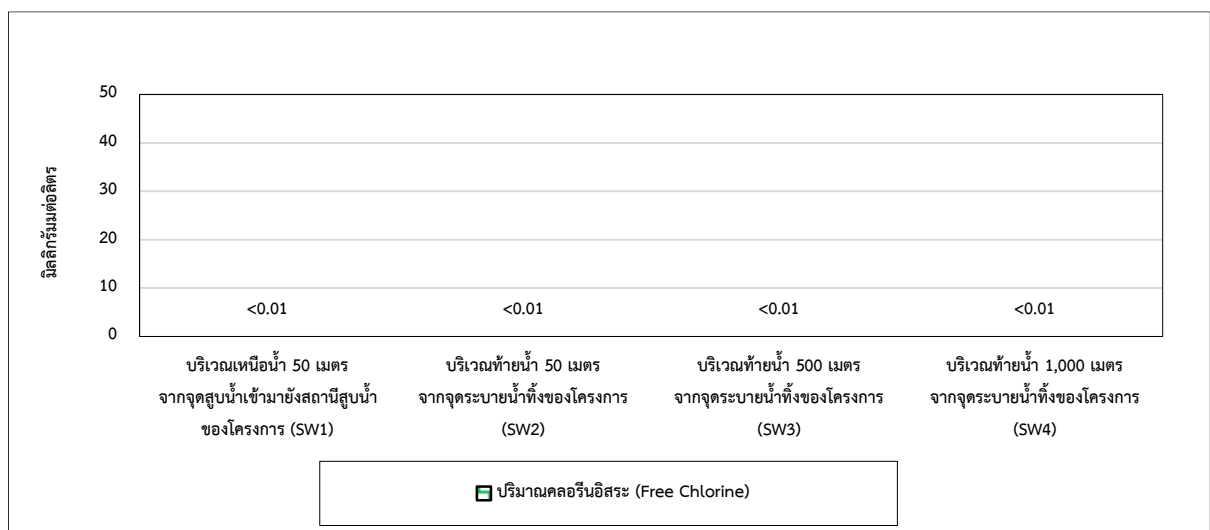 50
40
30
20
10
0
มิลลิกรัมต่อลิตร
<0.01 <0.01 <0.01 <0.01
บริเวณเหนือน้ำ 50 เมตร
จากจุดสูบน้ำเข้ามายังสถานีสูบน้ำ
ของโครงการ (SW1)
บริเวณท้ายน้ำ 50 เมตร
จากจุดระบายน้ำทิ้งของโครงการ
(SW2)
บริเวณท้ายน้ำ 500 เมตร
จากจุดระบายน้ำทิ้งของโครงการ
(SW3)
บริเวณท้ายน้ำ 1,000 เมตร
จากจุดระบายน้ำทิ้งของโครงการ
(SW4)
ปริมาณคลอรีนอิสระ (Free Chlorine)